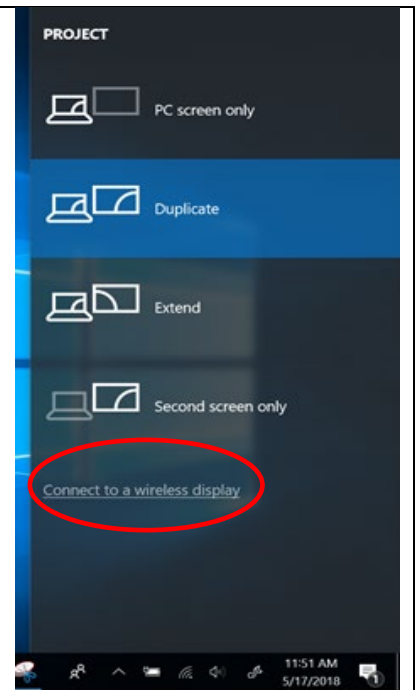 PROJECT
PC screen only
Duplicate
Extend
Second screen only
Connect to a wireless display
11:51 AM
5/17/2018
1